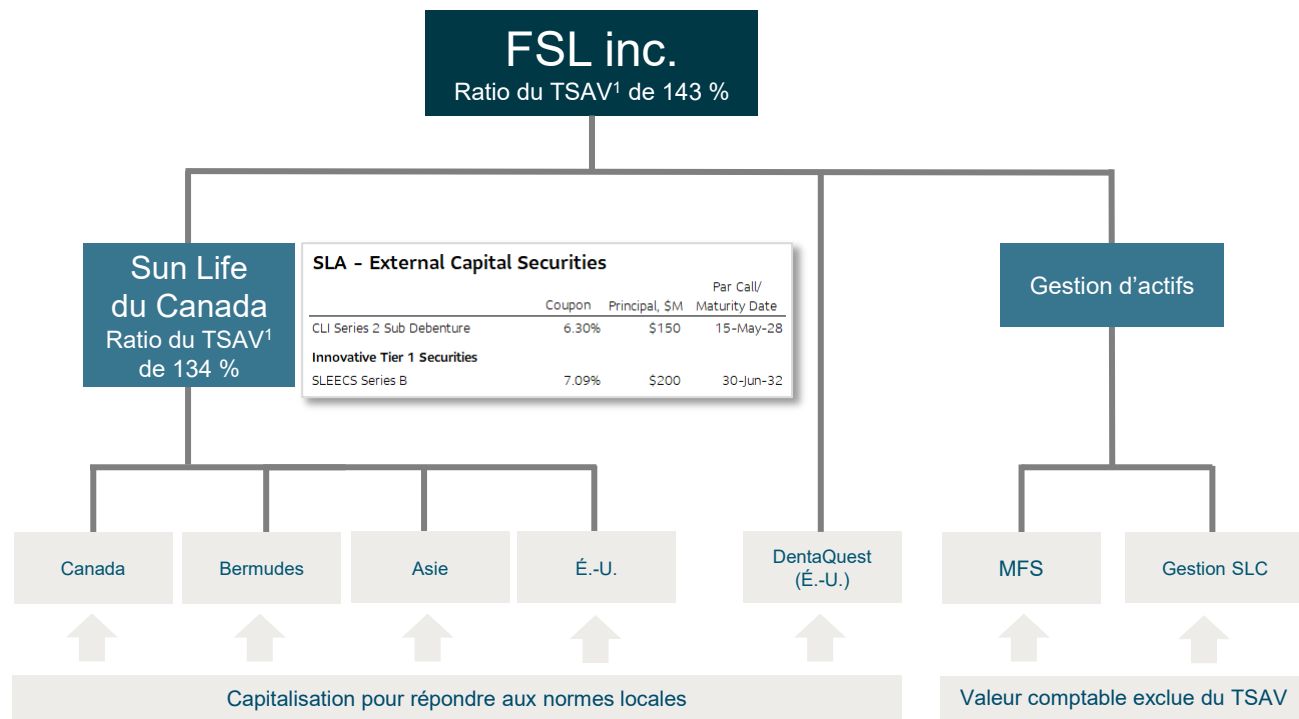 FSL inc.
Ratio du TSAV¹ de 143 %
Sun Life
du Canada
Ratio du TSAV¹
de 134 %
SLA – External Capital Securities
Par Call/
Coupon Principal, $M Maturity Date
CLI Series 2 Sub Debenture 6.30% $150 15-May-28
Innovative Tier 1 Securities
SLEECS Series B 7.09% $200 30-Jun-32
Gestion d’actifs
Canada
Bermudes
Asie
É.-U.
DentaQuest
(É.-U.)
MFS
Gestion SLC
Capitalisation pour répondre aux normes locales
Valeur comptable exclue du TSAV